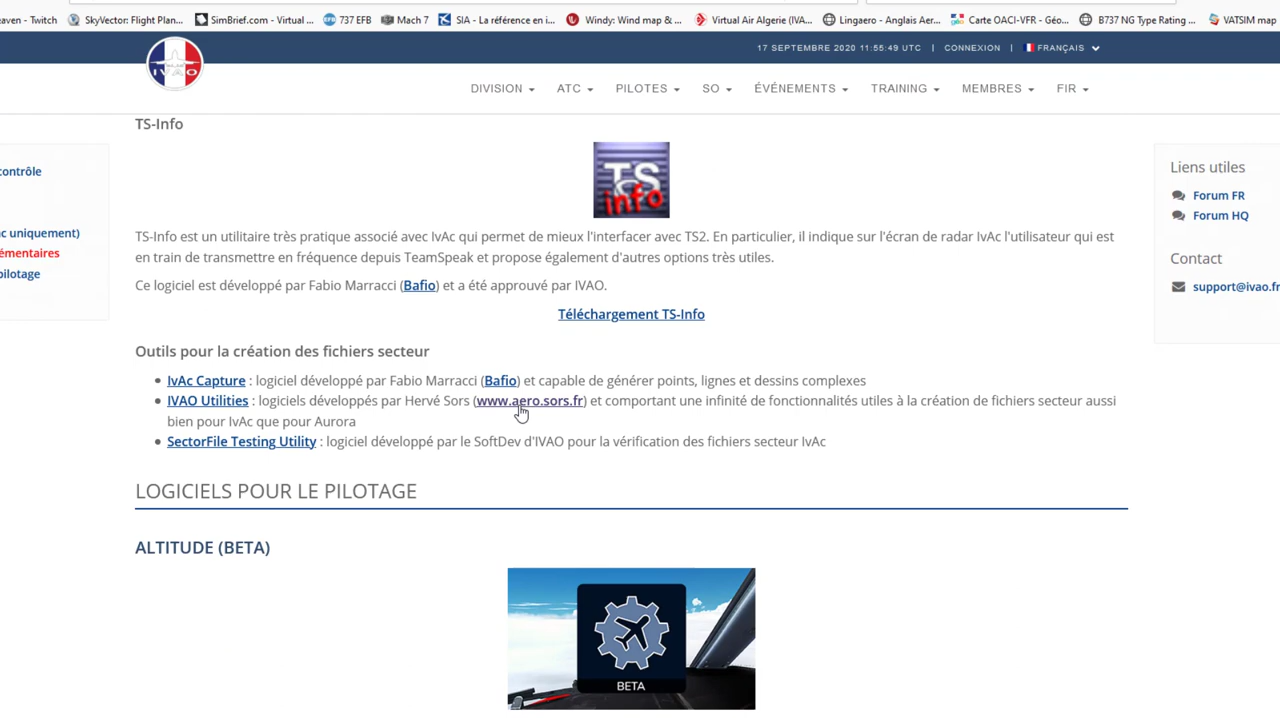 aven - Twitch SkyVector: Flight Plan... SimBrief.com - Virtual ... 737 EFB Mach 7 SIA - La référence en i... Windy: Wind map & ... Virtual Air Algerie (IVA... Lingaero - Anglais Aer... Carte OACI-VFR - Géo... B737 NG Type Rating ... VATSIM map
IVAO
17 SEPTEMBRE 2020 11:55:49 UTC | CONNEXION | FRANÇAIS
DIVISION ATC PILOTES SO ÉVÉNEMENTS TRAINING MEMBRES FIR
TS-Info
TS
info
contrôle
ac uniquement)
émentaires
pilotage
TS-Info est un utilitaire très pratique associé avec IvAc qui permet de mieux l'interfacer avec TS2. En particulier, il indique sur l'écran de radar IvAc l'utilisateur qui est
en train de transmettre en fréquence depuis TeamSpeak et propose également d'autres options très utiles.
Ce logiciel est développé par Fabio Marracci (Bafio) et a été approuvé par IVAO.
Téléchargement TS-Info
Outils pour la création des fichiers secteur
• IvAc Capture : logiciel développé par Fabio Marracci (Bafio) et capable de générer points, lignes et dessins complexes
• IVAO Utilities : logiciels développés par Hervé Sors (www.aero.sors.fr) et comportant une infinité de fonctionnalités utiles à la création de fichiers secteur aussi
bien pour IvAc que pour Aurora
• SectorFile Testing Utility : logiciel développé par le SoftDev d'IVAO pour la vérification des fichiers secteur IvAc
LOGICIELS POUR LE PILOTAGE
ALTITUDE (BETA)
BETA
Liens utiles
Forum FR
Forum HQ
Contact
support@ivao.fr